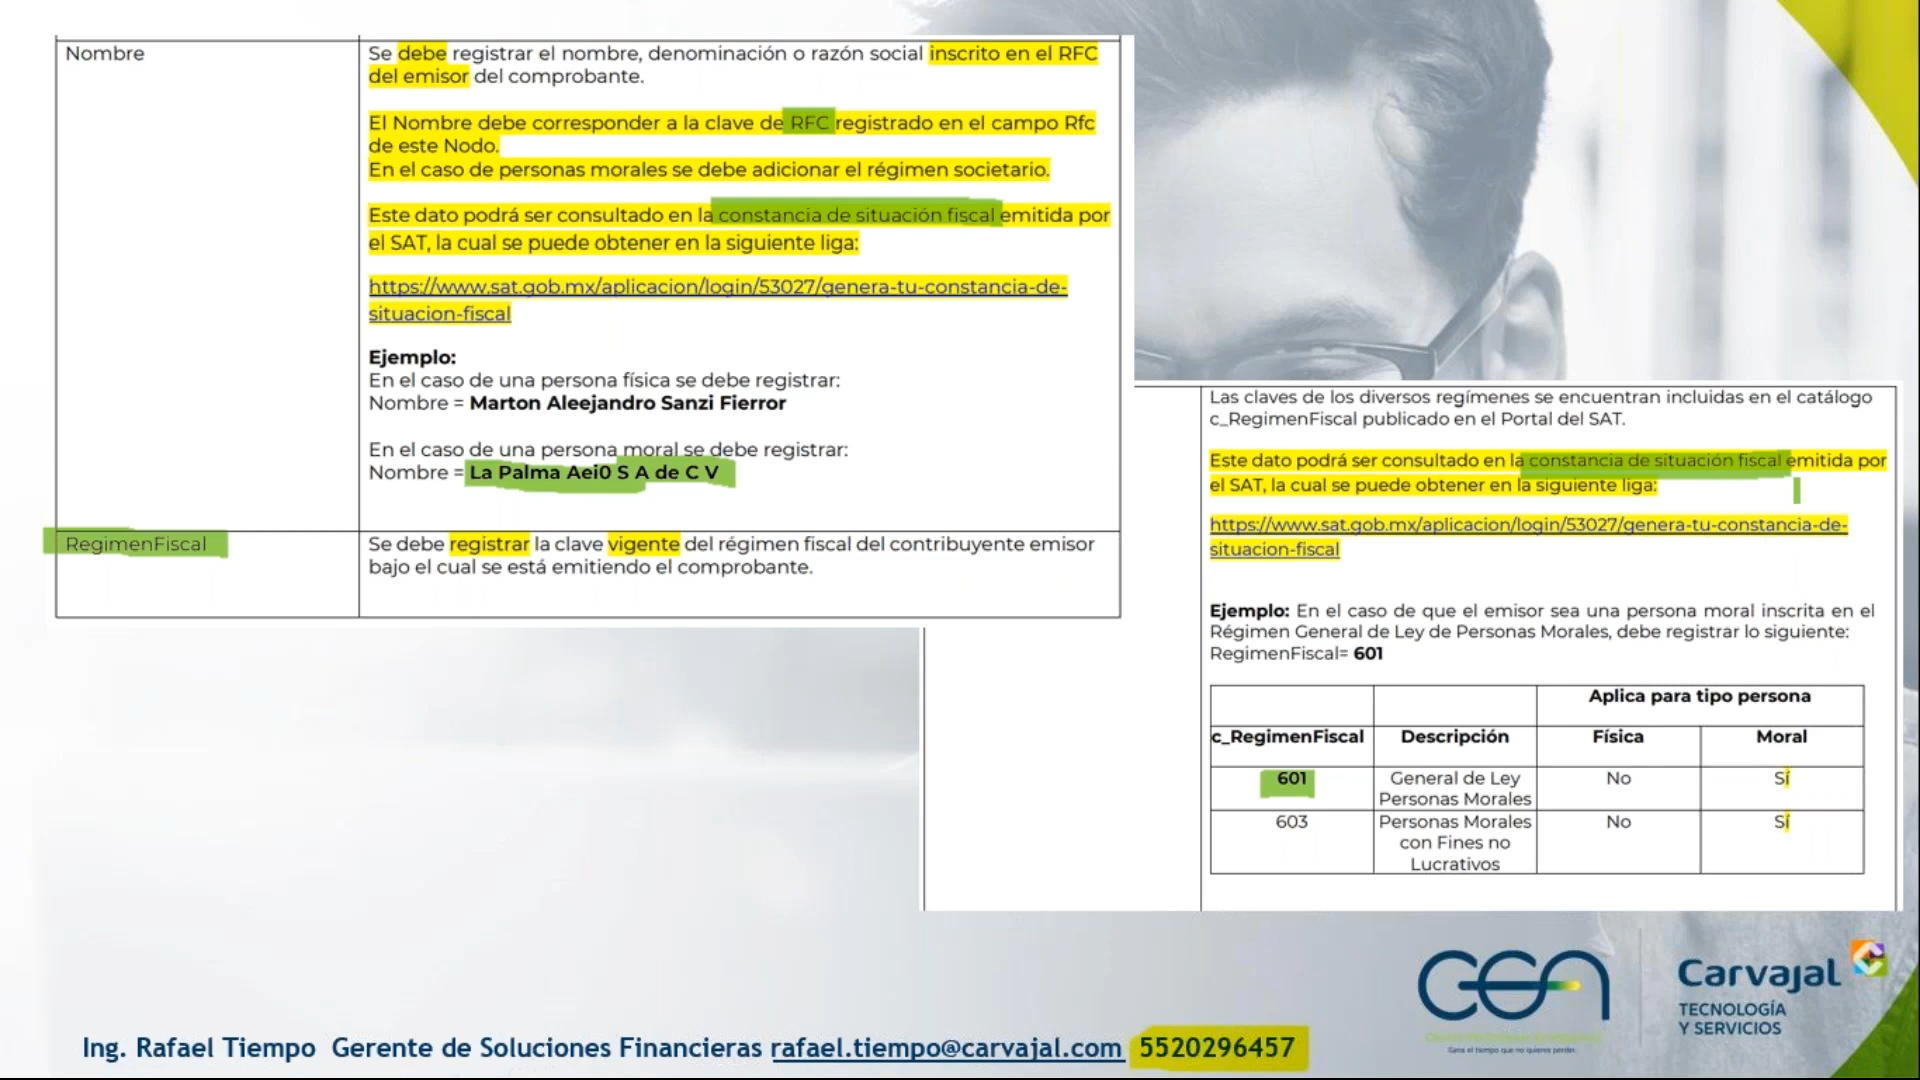 Nombre
Se debe registrar el nombre, denominación o razón social inscrito en el RFC
del emisor del comprobante.
El Nombre debe corresponder a la clave de RFC registrado en el campo Rfc
de este Nodo.
En el caso de personas morales se debe adicionar el régimen societario.
Este dato podrá ser consultado en la constancia de situación fiscal emitida por
el SAT, la cual se puede obtener en la siguiente liga:
https://www.sat.gob.mx/aplicacion/login/53027/genera-tu-constancia-de-
situacion-fiscal
Ejemplo:
En el caso de una persona física se debe registrar:
Nombre = Marton Aleejandro Sanzi Fierror
En el caso de una persona moral se debe registrar:
Nombre = La Palma Aei0 S A de C V
RegimenFiscal
Se debe registrar la clave vigente del régimen fiscal del contribuyente emisor
bajo el cual se está emitiendo el comprobante.
Las claves de los diversos regímenes se encuentran incluidas en el catálogo
c_RegimenFiscal publicado en el Portal del SAT.
Este dato podrá ser consultado en la constancia de situación fiscal emitida por
el SAT, la cual se puede obtener en la siguiente liga:
https://www.sat.gob.mx/aplicacion/login/53027/genera-tu-constancia-de-
situacion-fiscal
Ejemplo: En el caso de que el emisor sea una persona moral inscrita en el
Régimen General de Ley de Personas Morales, debe registrar lo siguiente:
RegimenFiscal= 601
Aplica para tipo persona
c_RegimenFiscal Descripción Física Moral
601 General de Ley No Sí
Personas Morales
603 Personas Morales No Sí
con Fines no
Lucrativos
cen
Gana el tiempo que no quieres perder.
Carvajal
TECNOLOGÍA
Y SERVICIOS
Ing. Rafael Tiempo Gerente de Soluciones Financieras rafael.tiempo@carvajal.com 5520296457